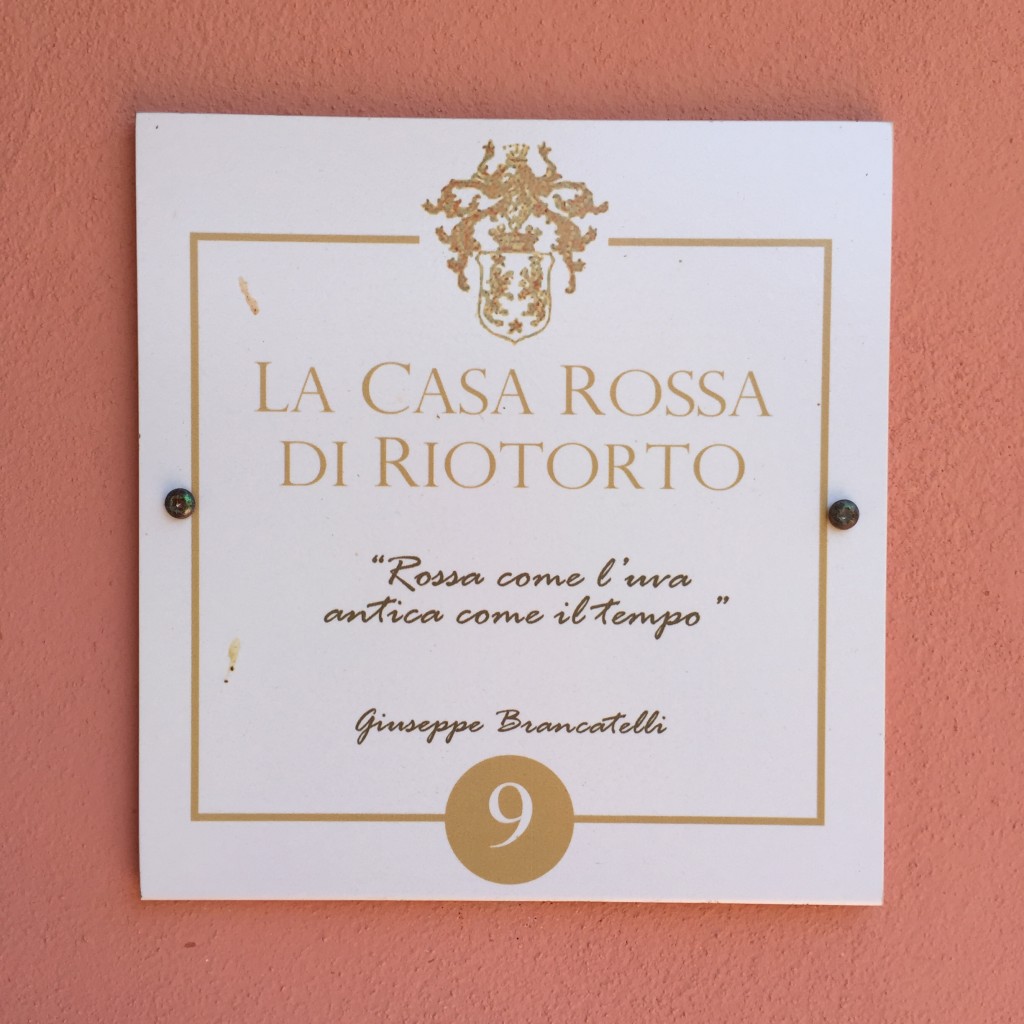 LA CASA ROSSA
DI RIOTORTO
“Rossa come l’uva
antica come il tempo”
Giuseppe Brancatelli
9